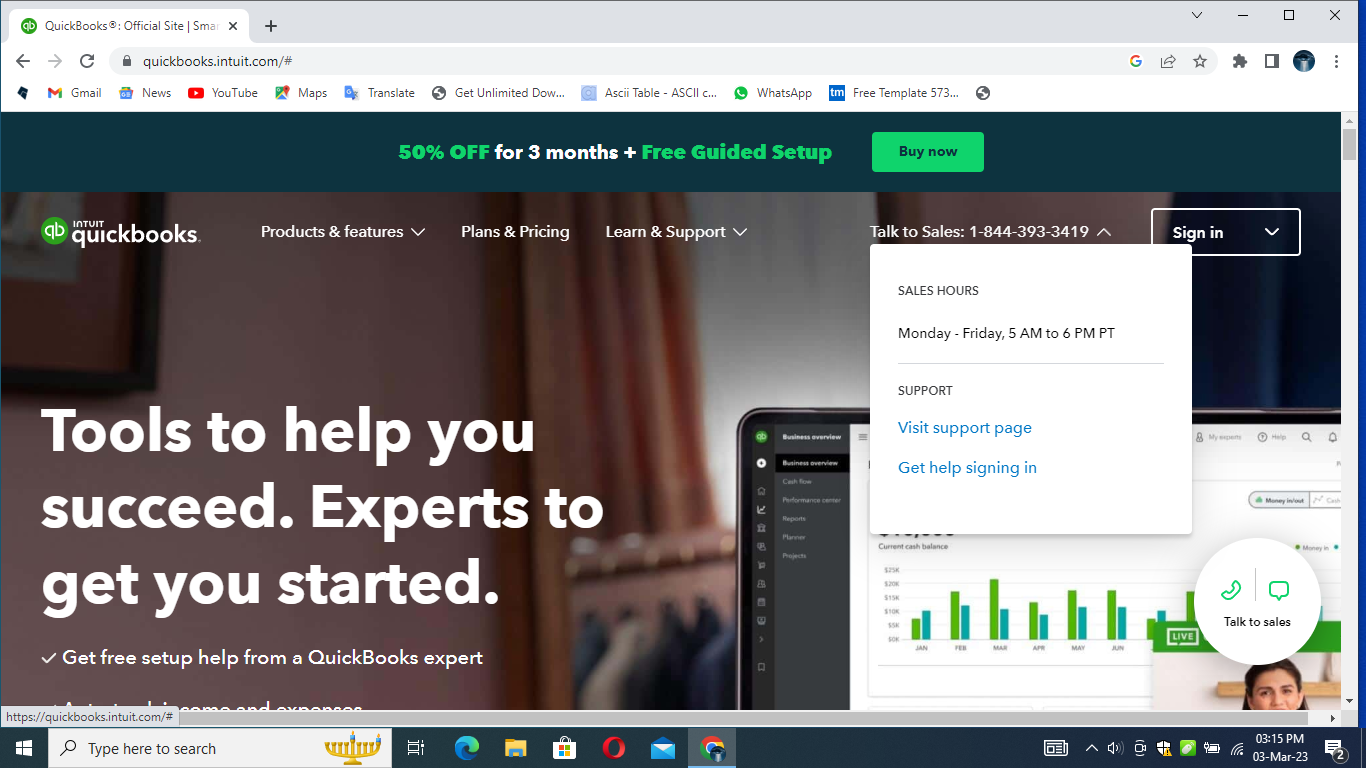 QuickBooks®: Official Site | Smar
quickbooks.intuit.com/#
Gmail
News
YouTube
Maps
Translate
Get Unlimited Dow...
Ascii Table - ASCII c...
WhatsApp
tm
Free Template 573...
50% OFF for 3 months + Free Guided Setup
Buy now
INTUIT
quickbooks.
Products & features
Plans & Pricing
Learn & Support
Talk to Sales: 1-844-393-3419
Sign in
SALES HOURS
Monday - Friday, 5 AM to 6 PM PT
SUPPORT
Visit support page
Get help signing in
Tools to help you
succeed. Experts to
get you started.
Get free setup help from a QuickBooks expert
Business overview
Business overview
Cash flow
Performance center
Reports
Planner
Projects
My experts
Help
Money in/out
Current cash balance
Money in
$25K
$20K
$15K
$10K
$5K
$0K
JAN
FEB
MAR
APR
MAY
JUN
JUL
LIVE
Talk to sales
https://quickbooks.intuit.com/#
Type here to search
03:15 PM
03-Mar-23
2